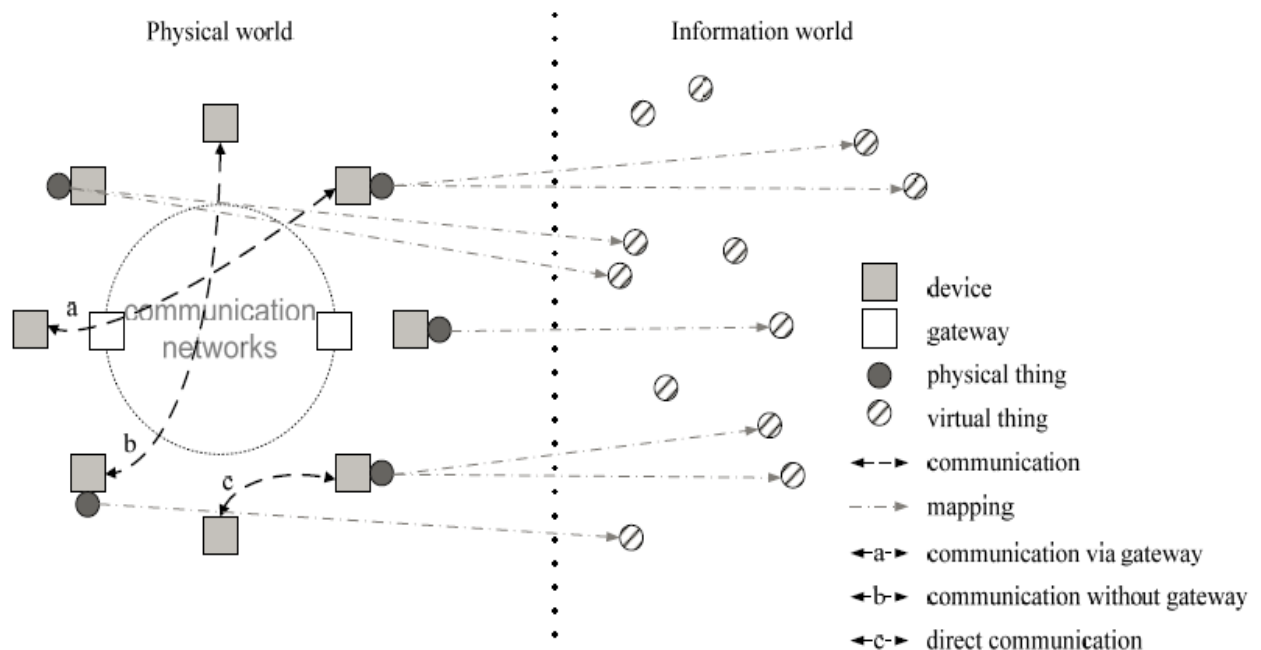 Physical world
Information world
a
communication
networks
b
c
device
gateway
physical thing
virtual thing
communication
mapping
a communication via gateway
b communication without gateway
c direct communication